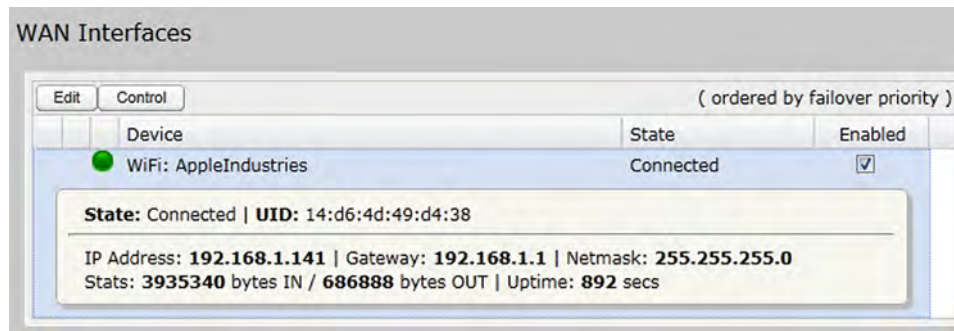 WAN Interfaces
Edit Control ( ordered by failover priority )
Device State Enabled
WiFi: AppleIndustries Connected
State: Connected | UID: 14:d6:4d:49:d4:38
IP Address: 192.168.1.141 | Gateway: 192.168.1.1 | Netmask: 255.255.255.0
Stats: 3935340 bytes IN / 686888 bytes OUT | Uptime: 892 secs